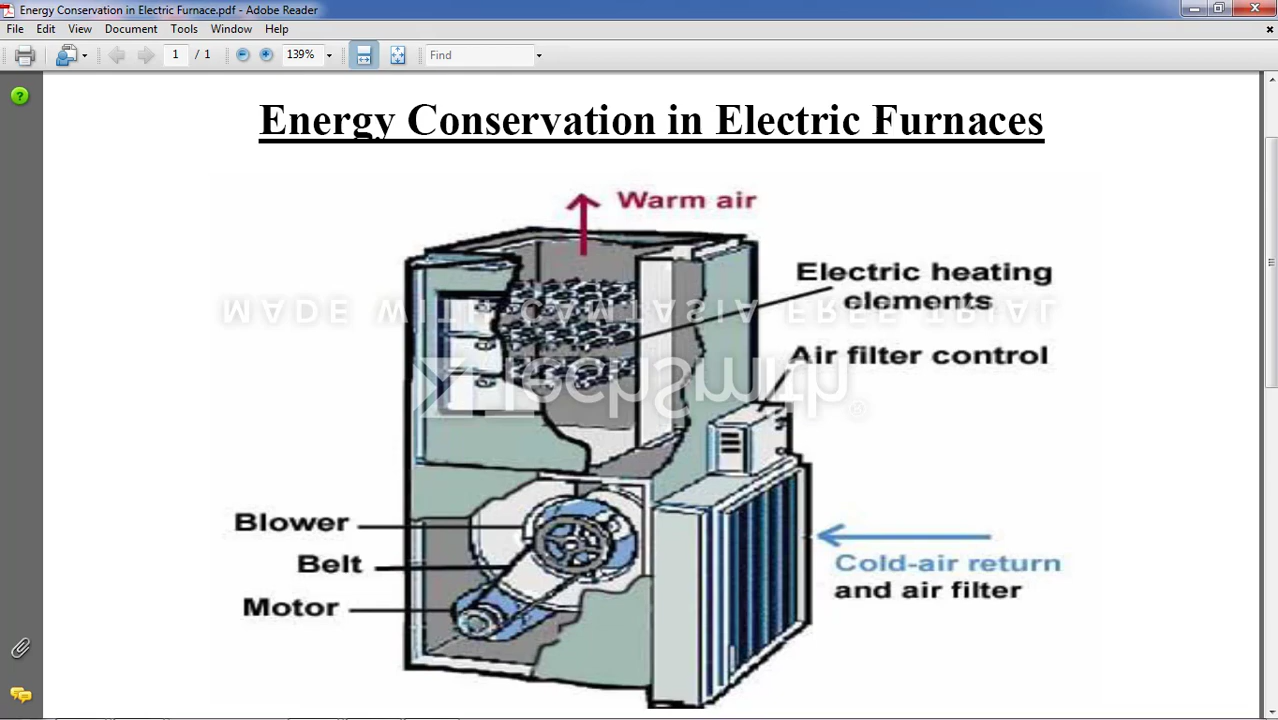 Energy Conservation in Electric Furnace.pdf - Adobe Reader
File Edit View Document Tools Window Help
1 / 1 139% Find
Energy Conservation in Electric Furnaces
Warm air
Electric heating
elements
MADE WITH CAMTASIA FREE TRIAL
Air filter control
TechSmith®
Blower
Belt
Cold-air return
and air filter
Motor